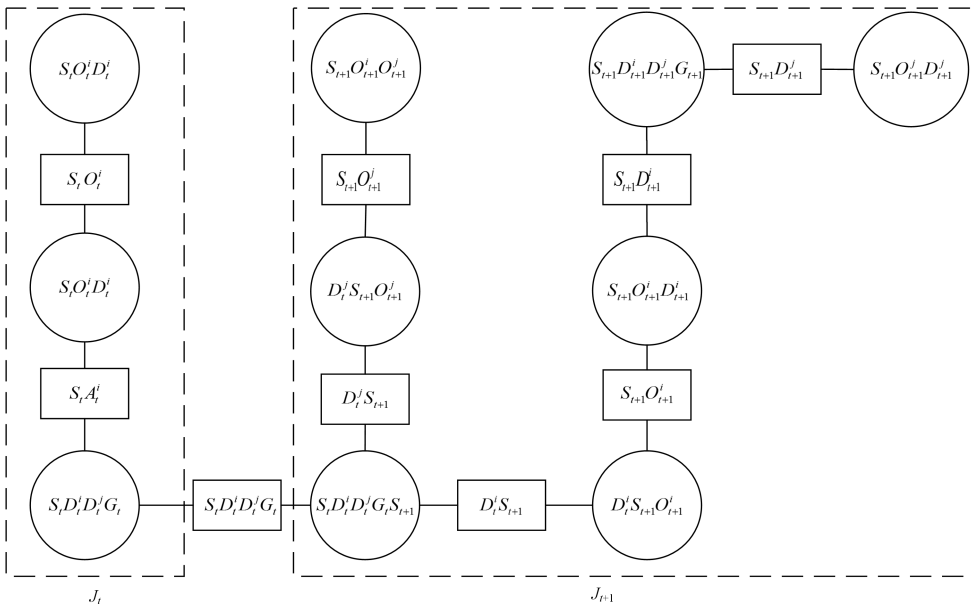 S_t O_t^i D_t^i
S_t O_t^i
S_t O_t^i D_t^i
S_t A_t^i
S_t D_t^i D_t^j G_t
J_t
S_t D_t^i D_t^j G_t
S_{t+1} O_{t+1}^i O_{t+1}^j
S_{t+1} O_{t+1}^j
D_t^j S_{t+1} O_{t+1}^j
D_t^j S_{t+1}
S_t D_t^i D_t^j G_t S_{t+1}
D_t^i S_{t+1}
D_t^i S_{t+1} O_{t+1}^i
S_{t+1} O_{t+1}^i
S_{t+1} O_{t+1}^i D_{t+1}^i
S_{t+1} D_{t+1}^i
S_{t+1} D_{t+1}^i D_{t+1}^j G_{t+1}
S_{t+1} D_{t+1}^j
S_{t+1} O_{t+1}^j D_{t+1}^j
J_{t+1}